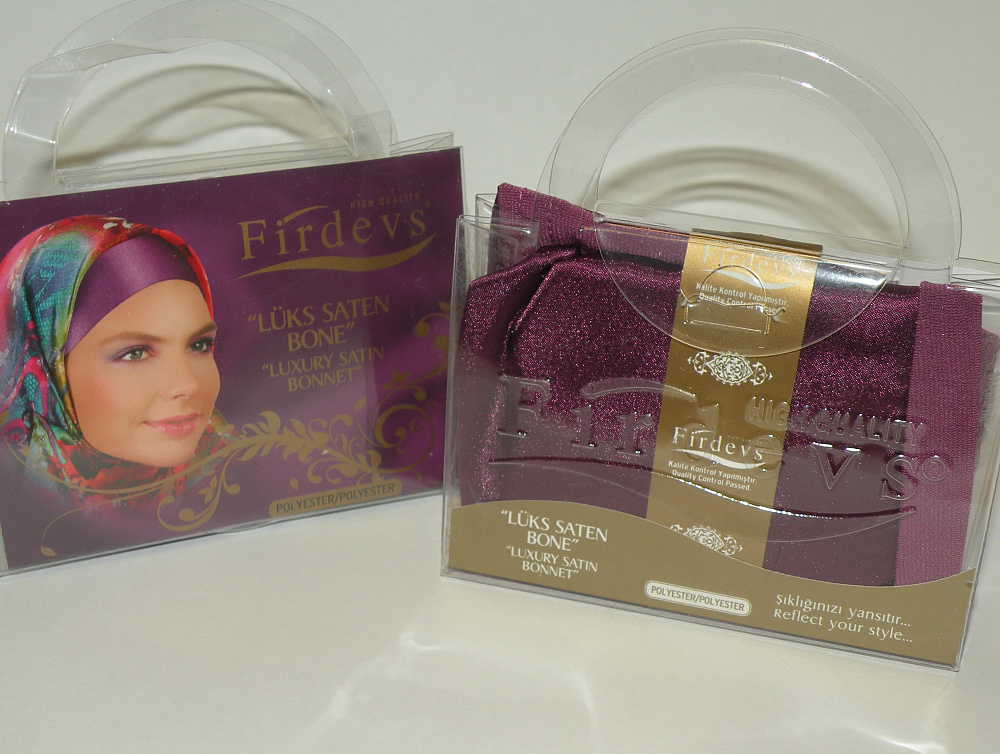 HIGH QUALITY
Firdevs®
"LÜKS SATEN
BONE"
"LUXURY SATIN
BONNET"
POLYESTER/POLYESTER
Firdevs
Kalite Kontrol Yapılmıştır.
Quality Control Passed.
HIGH QUALITY
Firdevs®
Firdevs
Kalite Kontrol Yapılmıştır.
Quality Control Passed.
"LÜKS SATEN
BONE"
"LUXURY SATIN
BONNET"
POLYESTER/POLYESTER
Şıklığınızı yansıtır...
Reflect your style...